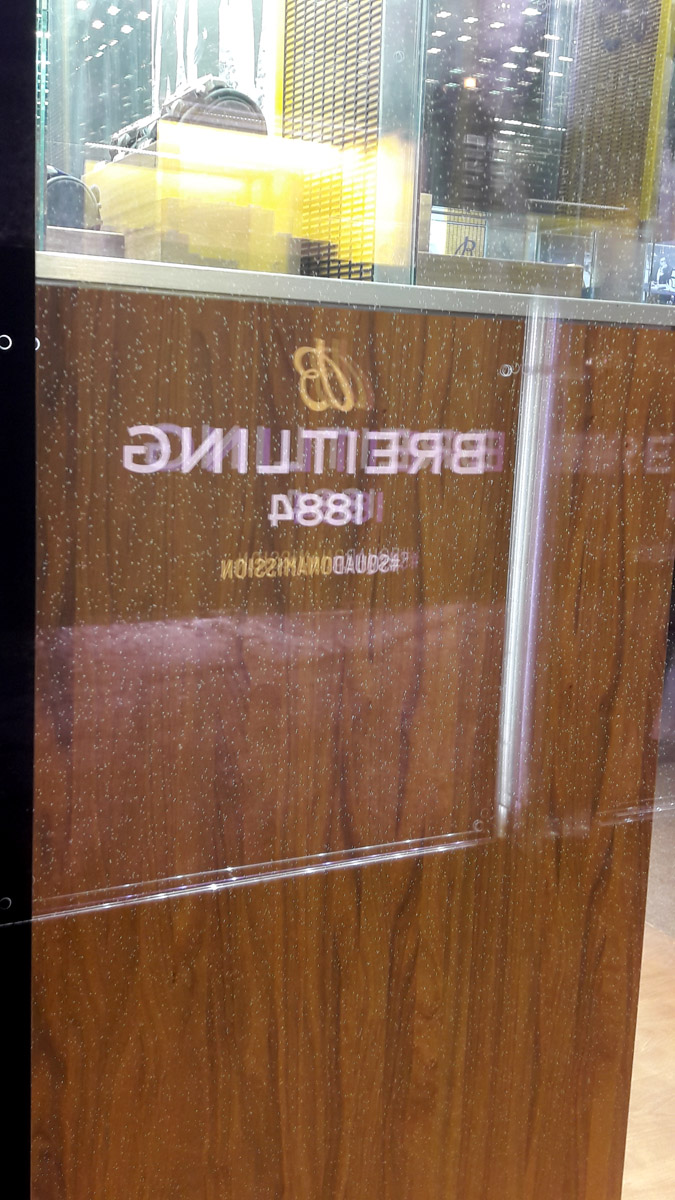 B
BREITLING
1884
#SQUADONAMISSION